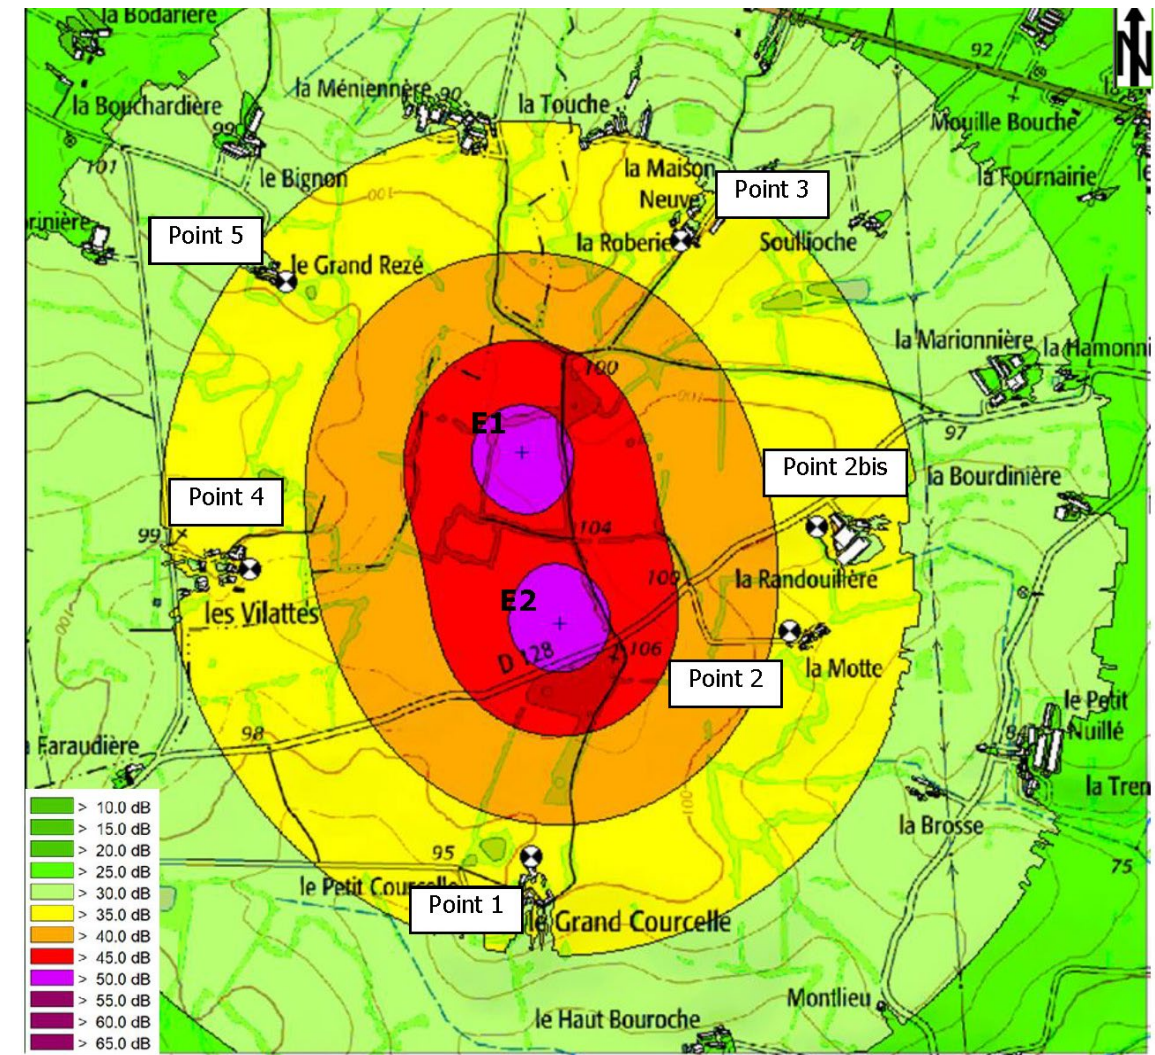 la Bodarière
N
92
la Bouchardière
la Méniennère
90
la Touche
Mouille Bouche
99
101
le Bignon
100
la Maison
Neuve
Point 3
la Fournairie
Point 5
la Roberie
Soullioche
le Grand Rezé
la Marionnière
100
100
E1
97
Point 2bis
la Bourdinière
Point 4
99
104
109
la Randouillère
E2
les Vilattes
100
D 128
106
la Motte
Point 2
le Petit
Nuillé
98
84
Faraudière
100
la Brosse
95
75
le Petit Courcelle
Point 1
le Grand Courcelle
Montlieu
le Haut Bouroche
> 10.0 dB
> 15.0 dB
> 20.0 dB
> 25.0 dB
> 30.0 dB
> 35.0 dB
> 40.0 dB
> 45.0 dB
> 50.0 dB
> 55.0 dB
> 60.0 dB
> 65.0 dB